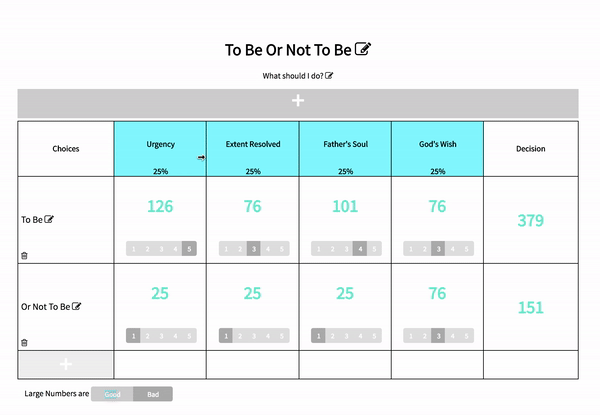 To Be Or Not To Be
What should I do?
+
Choices Urgency Extent Resolved Father's Soul God's Wish Decision
25% 25% 25% 25%
To Be 126 76 101 76 379
1 2 3 4 5 1 2 3 4 5 1 2 3 4 5 1 2 3 4 5
Or Not To Be 25 25 25 76 151
1 2 3 4 5 1 2 3 4 5 1 2 3 4 5 1 2 3 4 5
+
Large Numbers are Good Bad